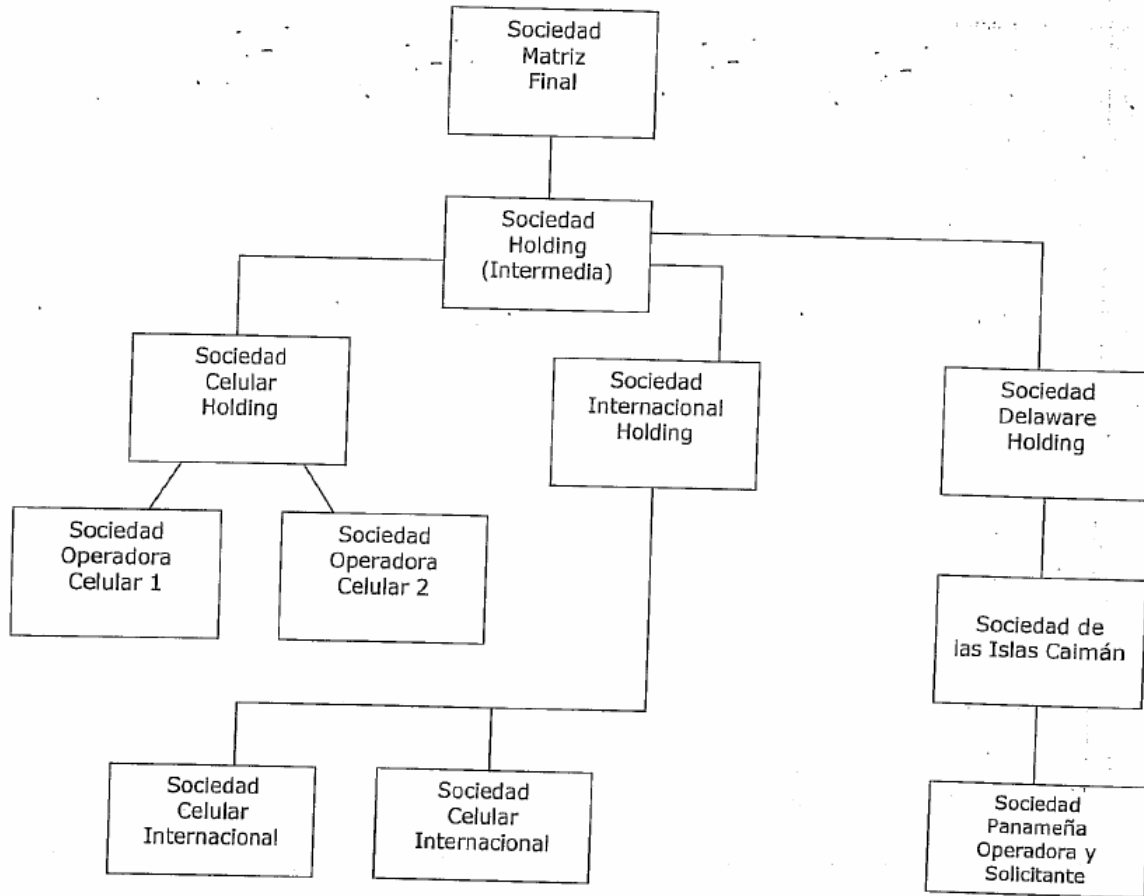 Sociedad
Matriz
Final
Sociedad
Holding
(Intermedia)
Sociedad
Celular
Holding
Sociedad
Internacional
Holding
Sociedad
Delaware
Holding
Sociedad
Operadora
Celular 1
Sociedad
Operadora
Celular 2
Sociedad de
las Islas Caimán
Sociedad
Celular
Internacional
Sociedad
Celular
Internacional
Sociedad
Panameña
Operadora y
Solicitante